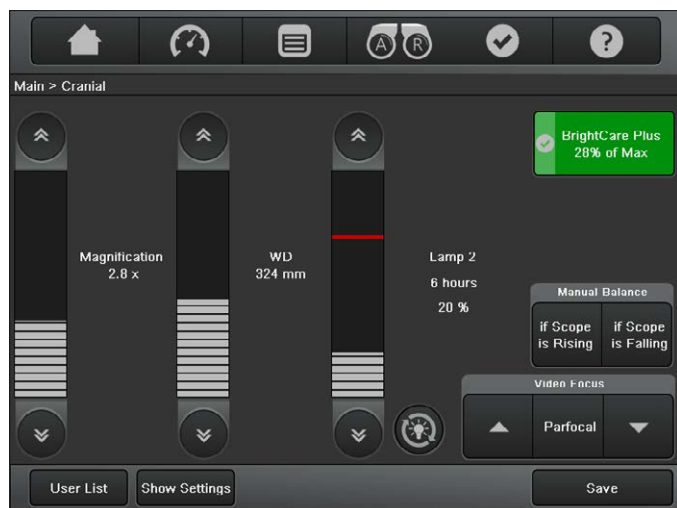 A R ?
Main > Cranial
BrightCare Plus
28% of Max
Magnification
2.8 x
WD
324 mm
Lamp 2
6 hours
20 %
Manual Balance
if Scope
is Rising
if Scope
is Falling
Video Focus
Parfocal
User List
Show Settings
Save